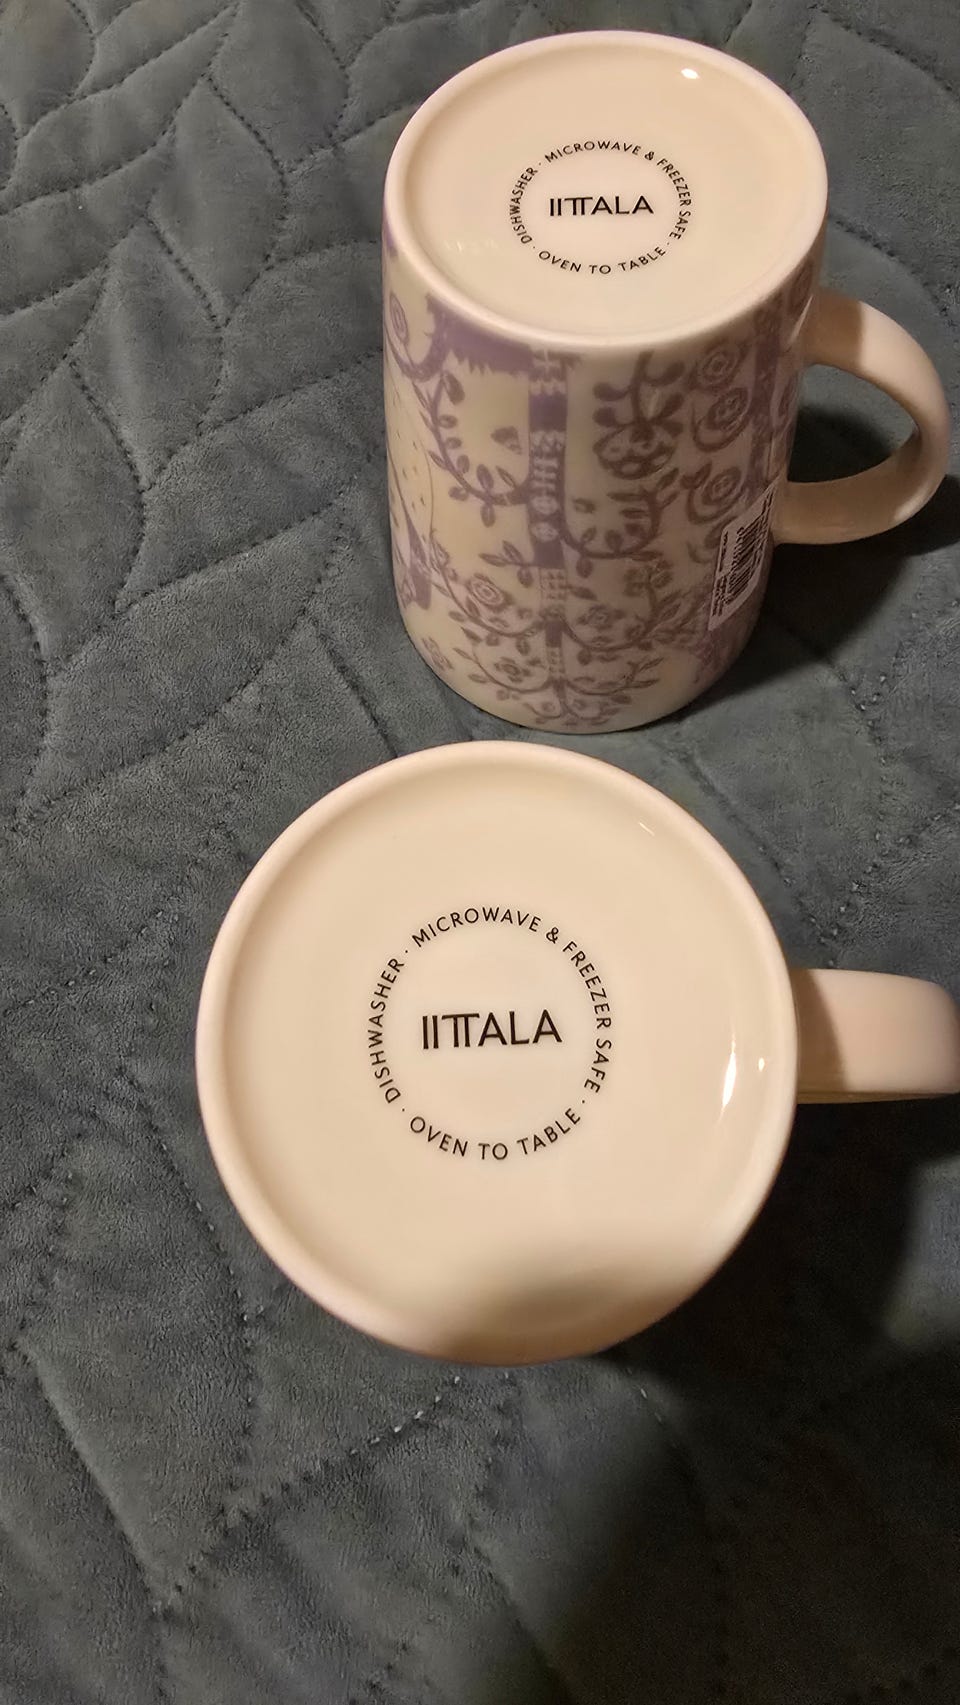 DISHWASHER · MICROWAVE & FREEZER SAFE · OVEN TO TABLE ·
IITTALA
DISHWASHER · MICROWAVE & FREEZER SAFE · OVEN TO TABLE ·
IITTALA